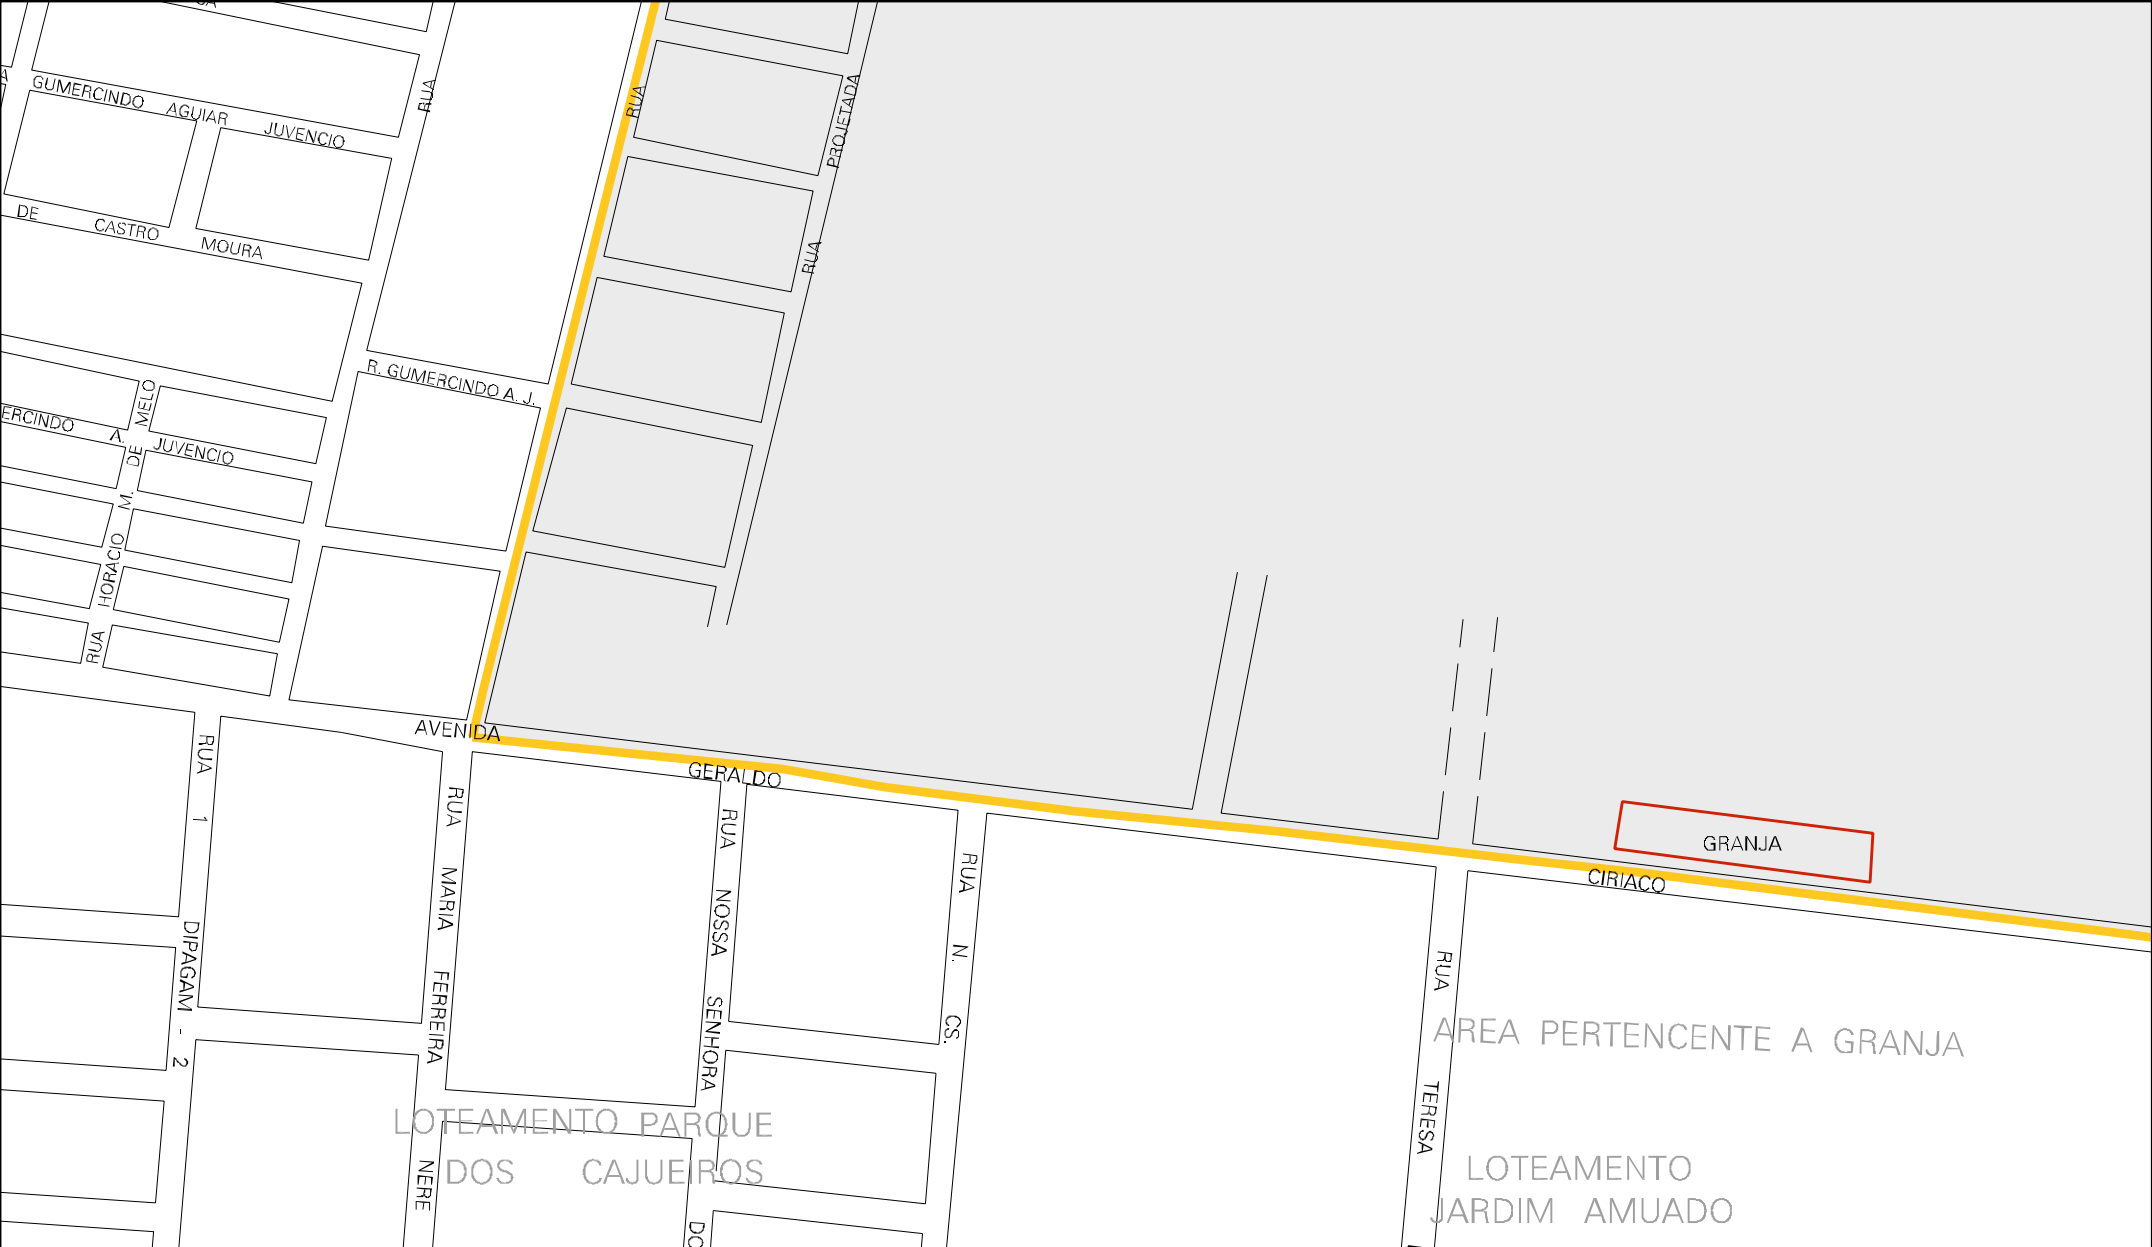 GUMERCINDO AGUIAR JUVENCIO
RUA
RUA
RUA PROJETADA
DE CASTRO MOURA
R. GUMERCINDO A. J.
ERCINDO A. JUVENCIO
RUA HORACIO M. DE MELO
AVENIDA GERALDO CIRIACO
GRANJA
RUA 1 DIPAGAM - 2
RUA MARIA FERREIRA NERE
RUA NOSSA SENHORA DO
RUA N. CS.
RUA TERESA
AREA PERTENCENTE A GRANJA
LOTEAMENTO PARQUE
DOS CAJUEIROS
LOTEAMENTO
JARDIM AMUADO